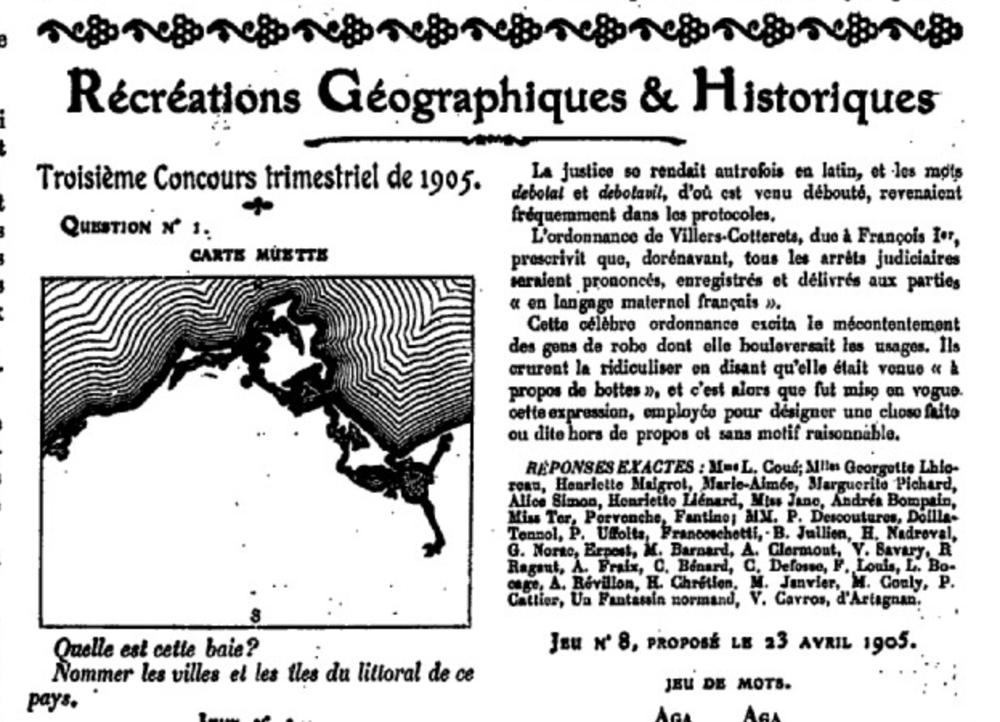 Récréations Géographiques & Historiques
Troisième Concours trimestriel de 1905.
QUESTION N° 1.
CARTE MUETTE
S
Quelle est cette baie?
Nommer les villes et les îles du littoral de ce
pays.
La justice se rendait autrefois en latin, et les mots
debotat et debotavit, d'où est venu débouté, revenaient
fréquemment dans les protocoles.
L'ordonnance de Villers-Cotterets, due à François Ier,
prescrivit que, dorénavant, tous les arrêts judiciaires
seraient prononcés, enregistrés et délivrés aux parties
« en langage maternel français ».
Cette célèbre ordonnance excita le mécontentement
des gens de robe dont elle bouleversait les usages. Ils
crurent la ridiculiser en disant qu'elle était venue « à
propos de bottes », et c'est alors que fut mise en vogue
cette expression, employée pour désigner une chose faite
ou dite hors de propos et sans motif raisonnable.
RÉPONSES EXACTES : Mme L. Coué; Mlles Georgette Lhio-
reau, Henriette Maigrot, Marie-Aimée, Marguerite Pichard,
Alice Simon, Henriette Liénard, Miss Jane, Andréa Bompain,
Miss Ter, Pervenche, Fantine; MM. P. Descoutures, Dollla-
Tennol, P. Uffolts, Franceschetti, B. Jullien, H. Nadreval,
G. Norac, Erpest, M. Barnard, A. Clermont, V. Savary, R
Ragaut, A. Fraix, C. Bénard, C. Defosse, F. Louis, L. Bo-
cage, A. Révillon, H. Chrétien, M. Janvier, M. Couly, P.
Cattier, Un Fantassin normand, V. Cavros, d'Artagnan.
JEU N° 8, PROPOSÉ LE 23 AVRIL 1905.
JEU DE MOTS.
AGA AGA